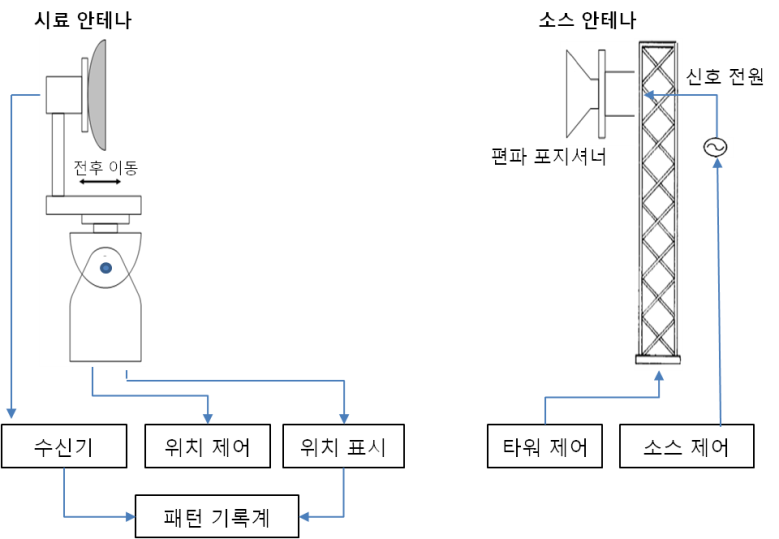 시료 안테나
소스 안테나
신호 전원
전후 이동
편파 포지셔너
수신기
위치 제어
위치 표시
타워 제어
소스 제어
패턴 기록계